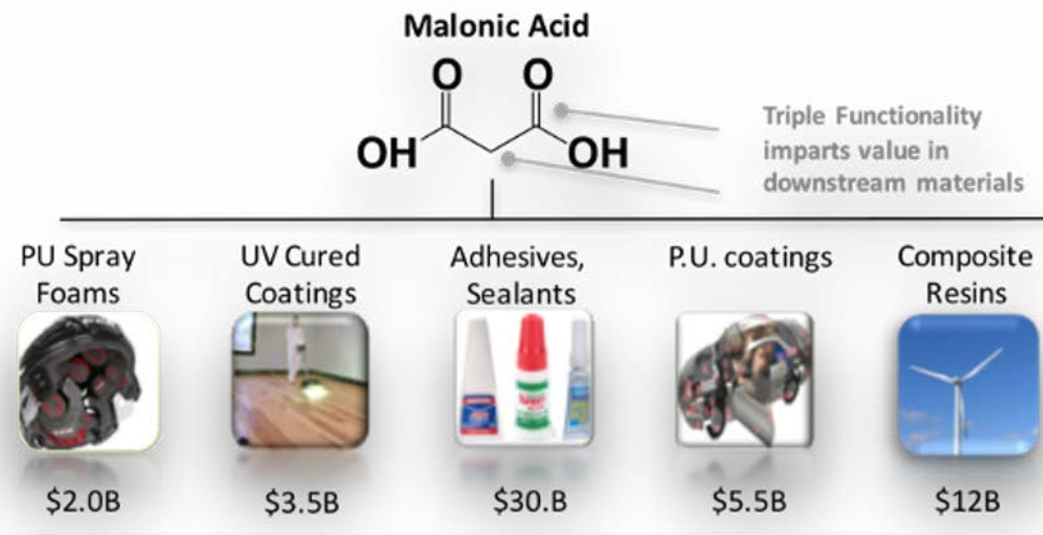 Malonic Acid
O
O
OH
OH
Triple Functionality
imparts value in
downstream materials
PU Spray
Foams
UV Cured
Coatings
Adhesives,
Sealants
P.U. coatings
Composite
Resins
$2.0B
$3.5B
$30.B
$5.5B
$12B